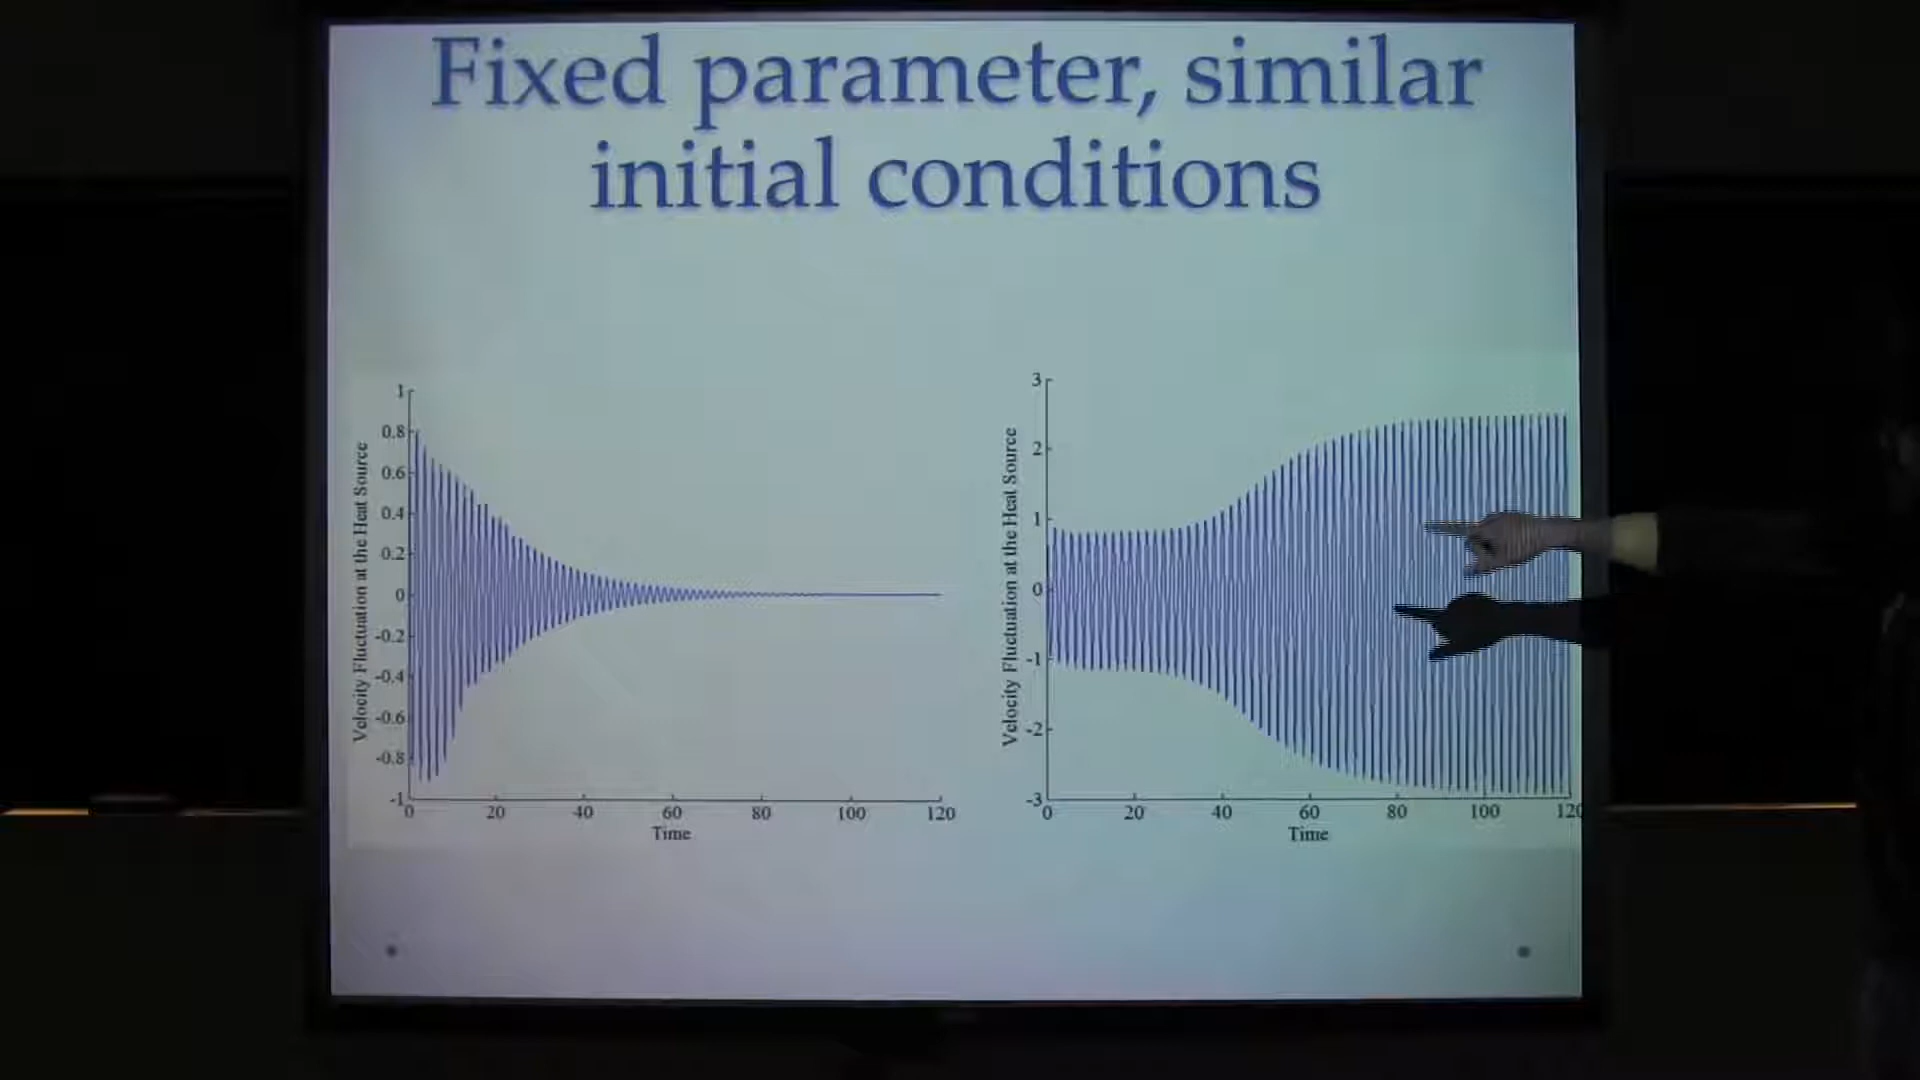 Fixed parameter, similar
initial conditions
Velocity Fluctuation at the Heat Source
1
0.8
0.6
0.4
0.2
0
-0.2
-0.4
-0.6
-0.8
-1
0 20 40 60 80 100 120
Time
Velocity Fluctuation at the Heat Source
3
2
1
0
-1
-2
-3
0 20 40 60 80 100 120
Time